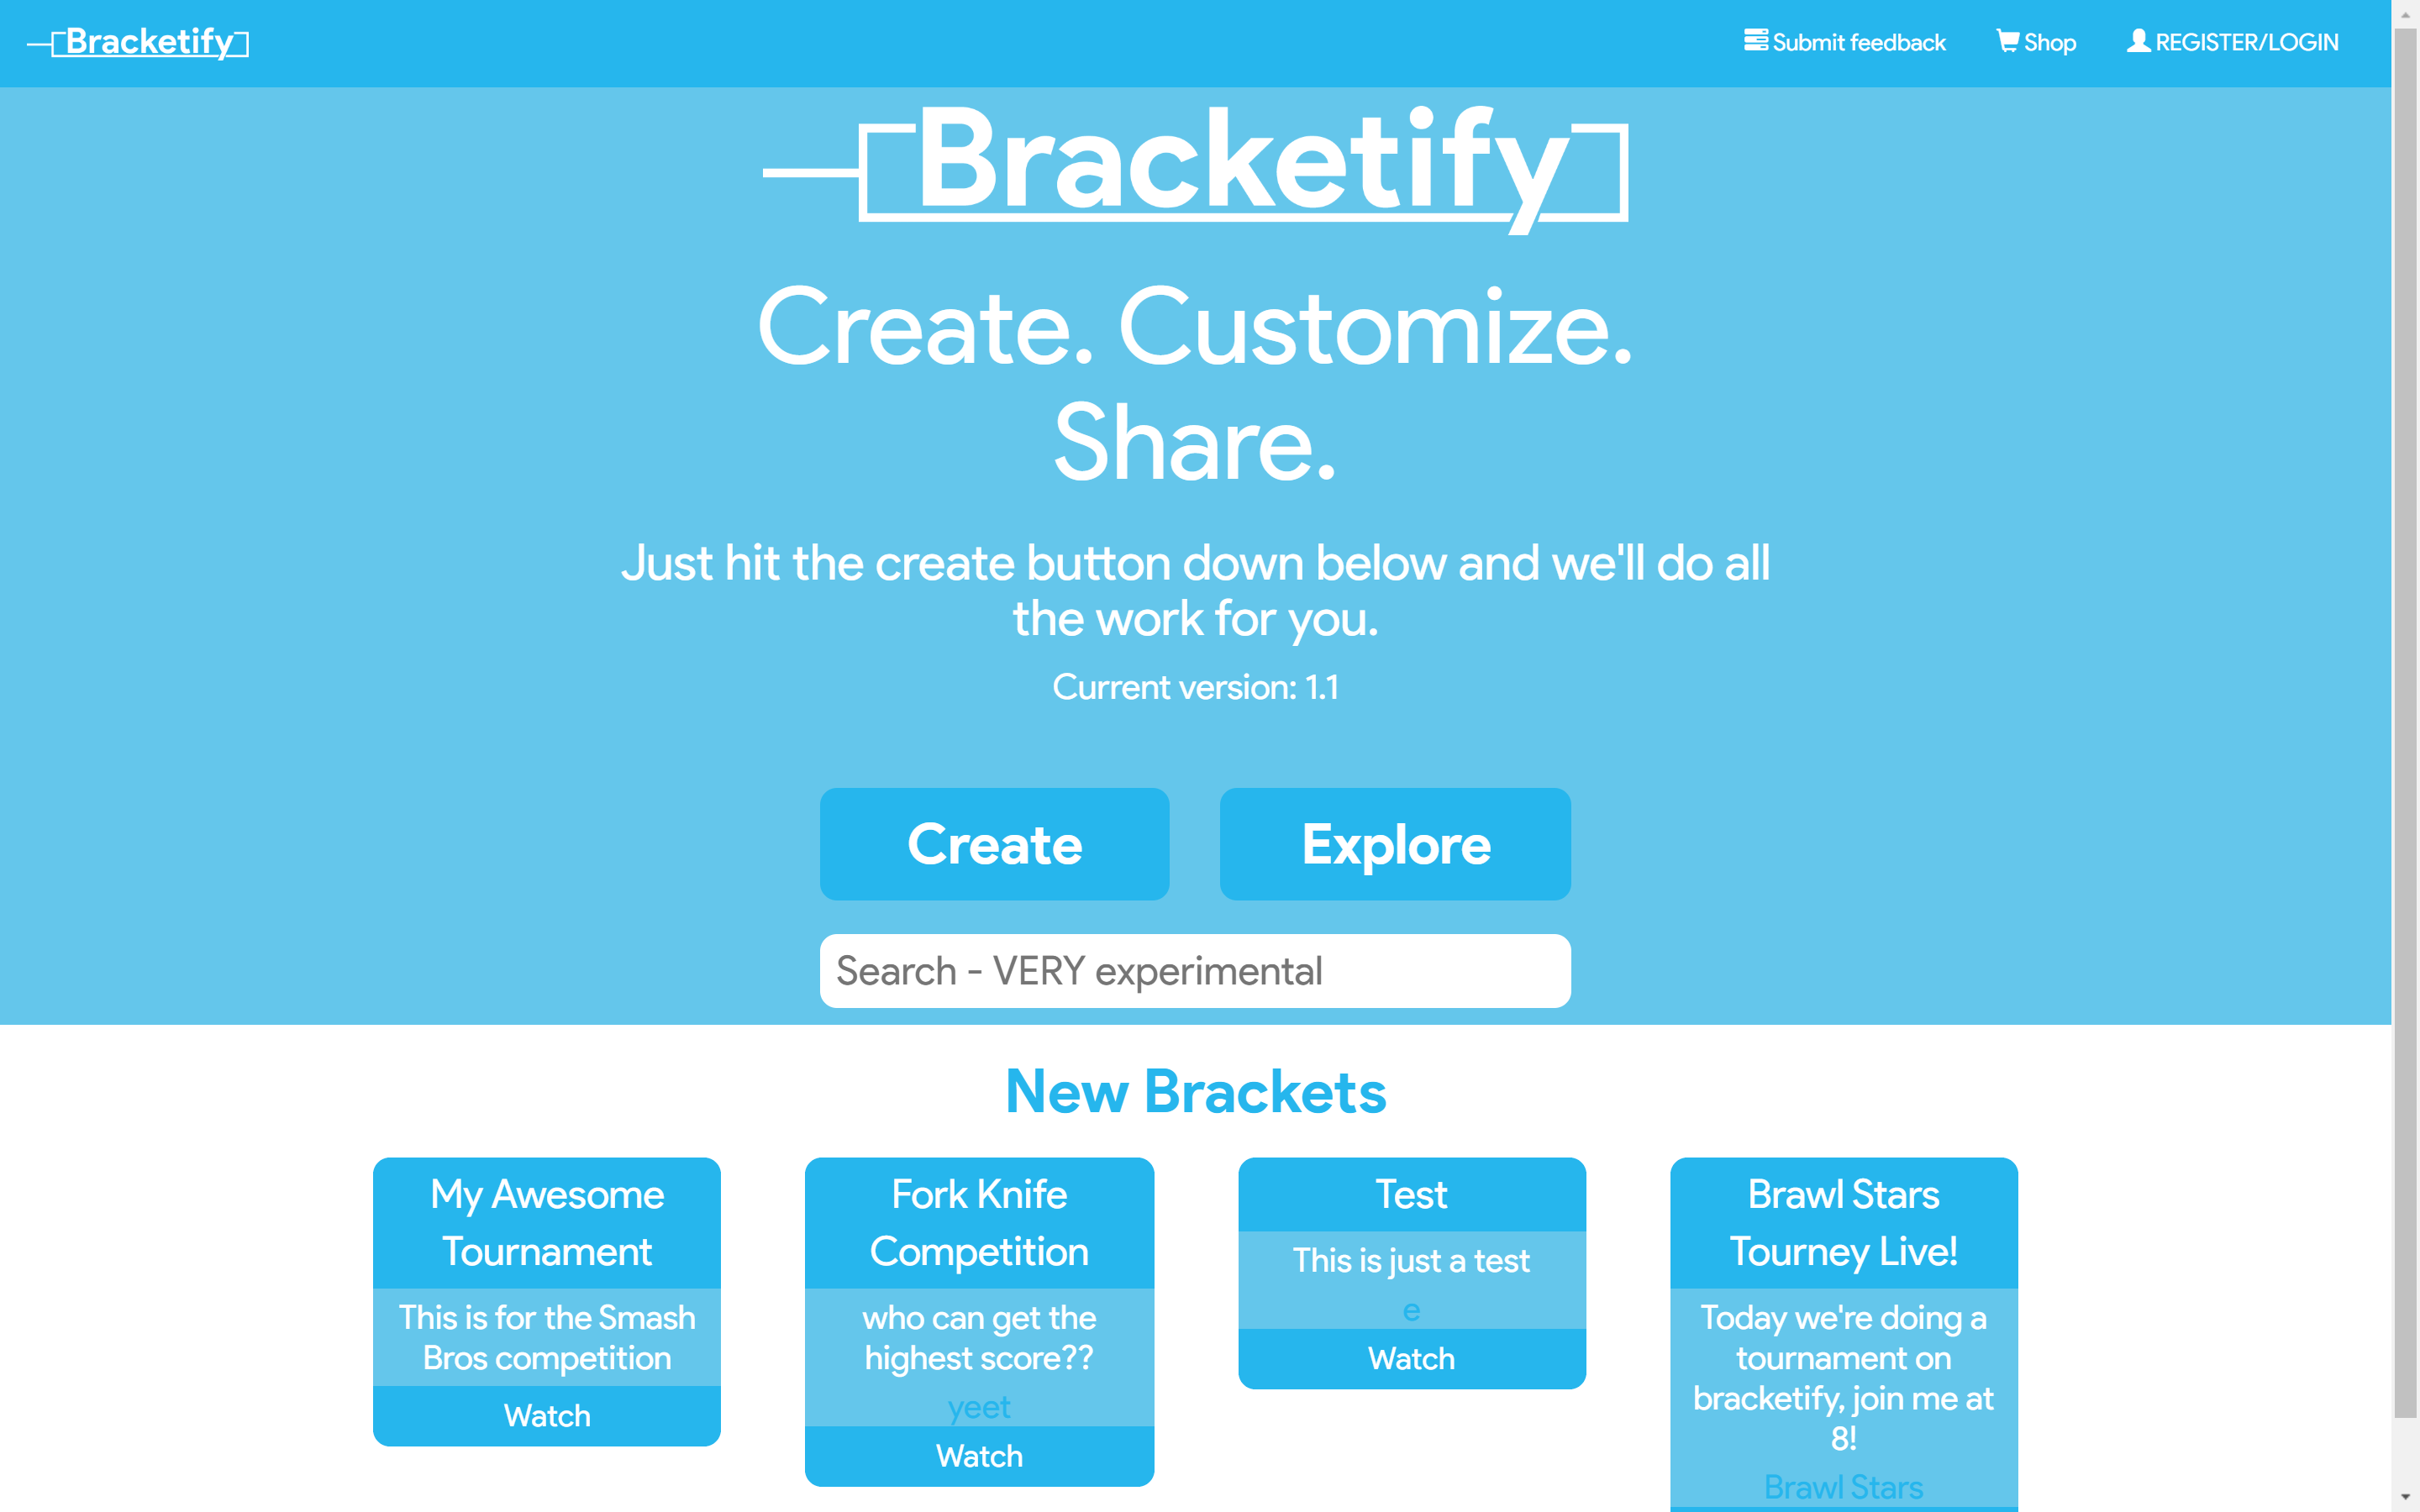 Bracketify
Submit feedback
Shop
REGISTER/LOGIN
Bracketify
Create. Customize.
Share.
Just hit the create button down below and we'll do all
the work for you.
Current version: 1.1
Create
Explore
Search - VERY experimental
New Brackets
My Awesome
Tournament
This is for the Smash
Bros competition
Watch
Fork Knife
Competition
who can get the
highest score??
yeet
Watch
Test
This is just a test
e
Watch
Brawl Stars
Tourney Live!
Today we're doing a
tournament on
bracketify, join me at
8!
Brawl Stars